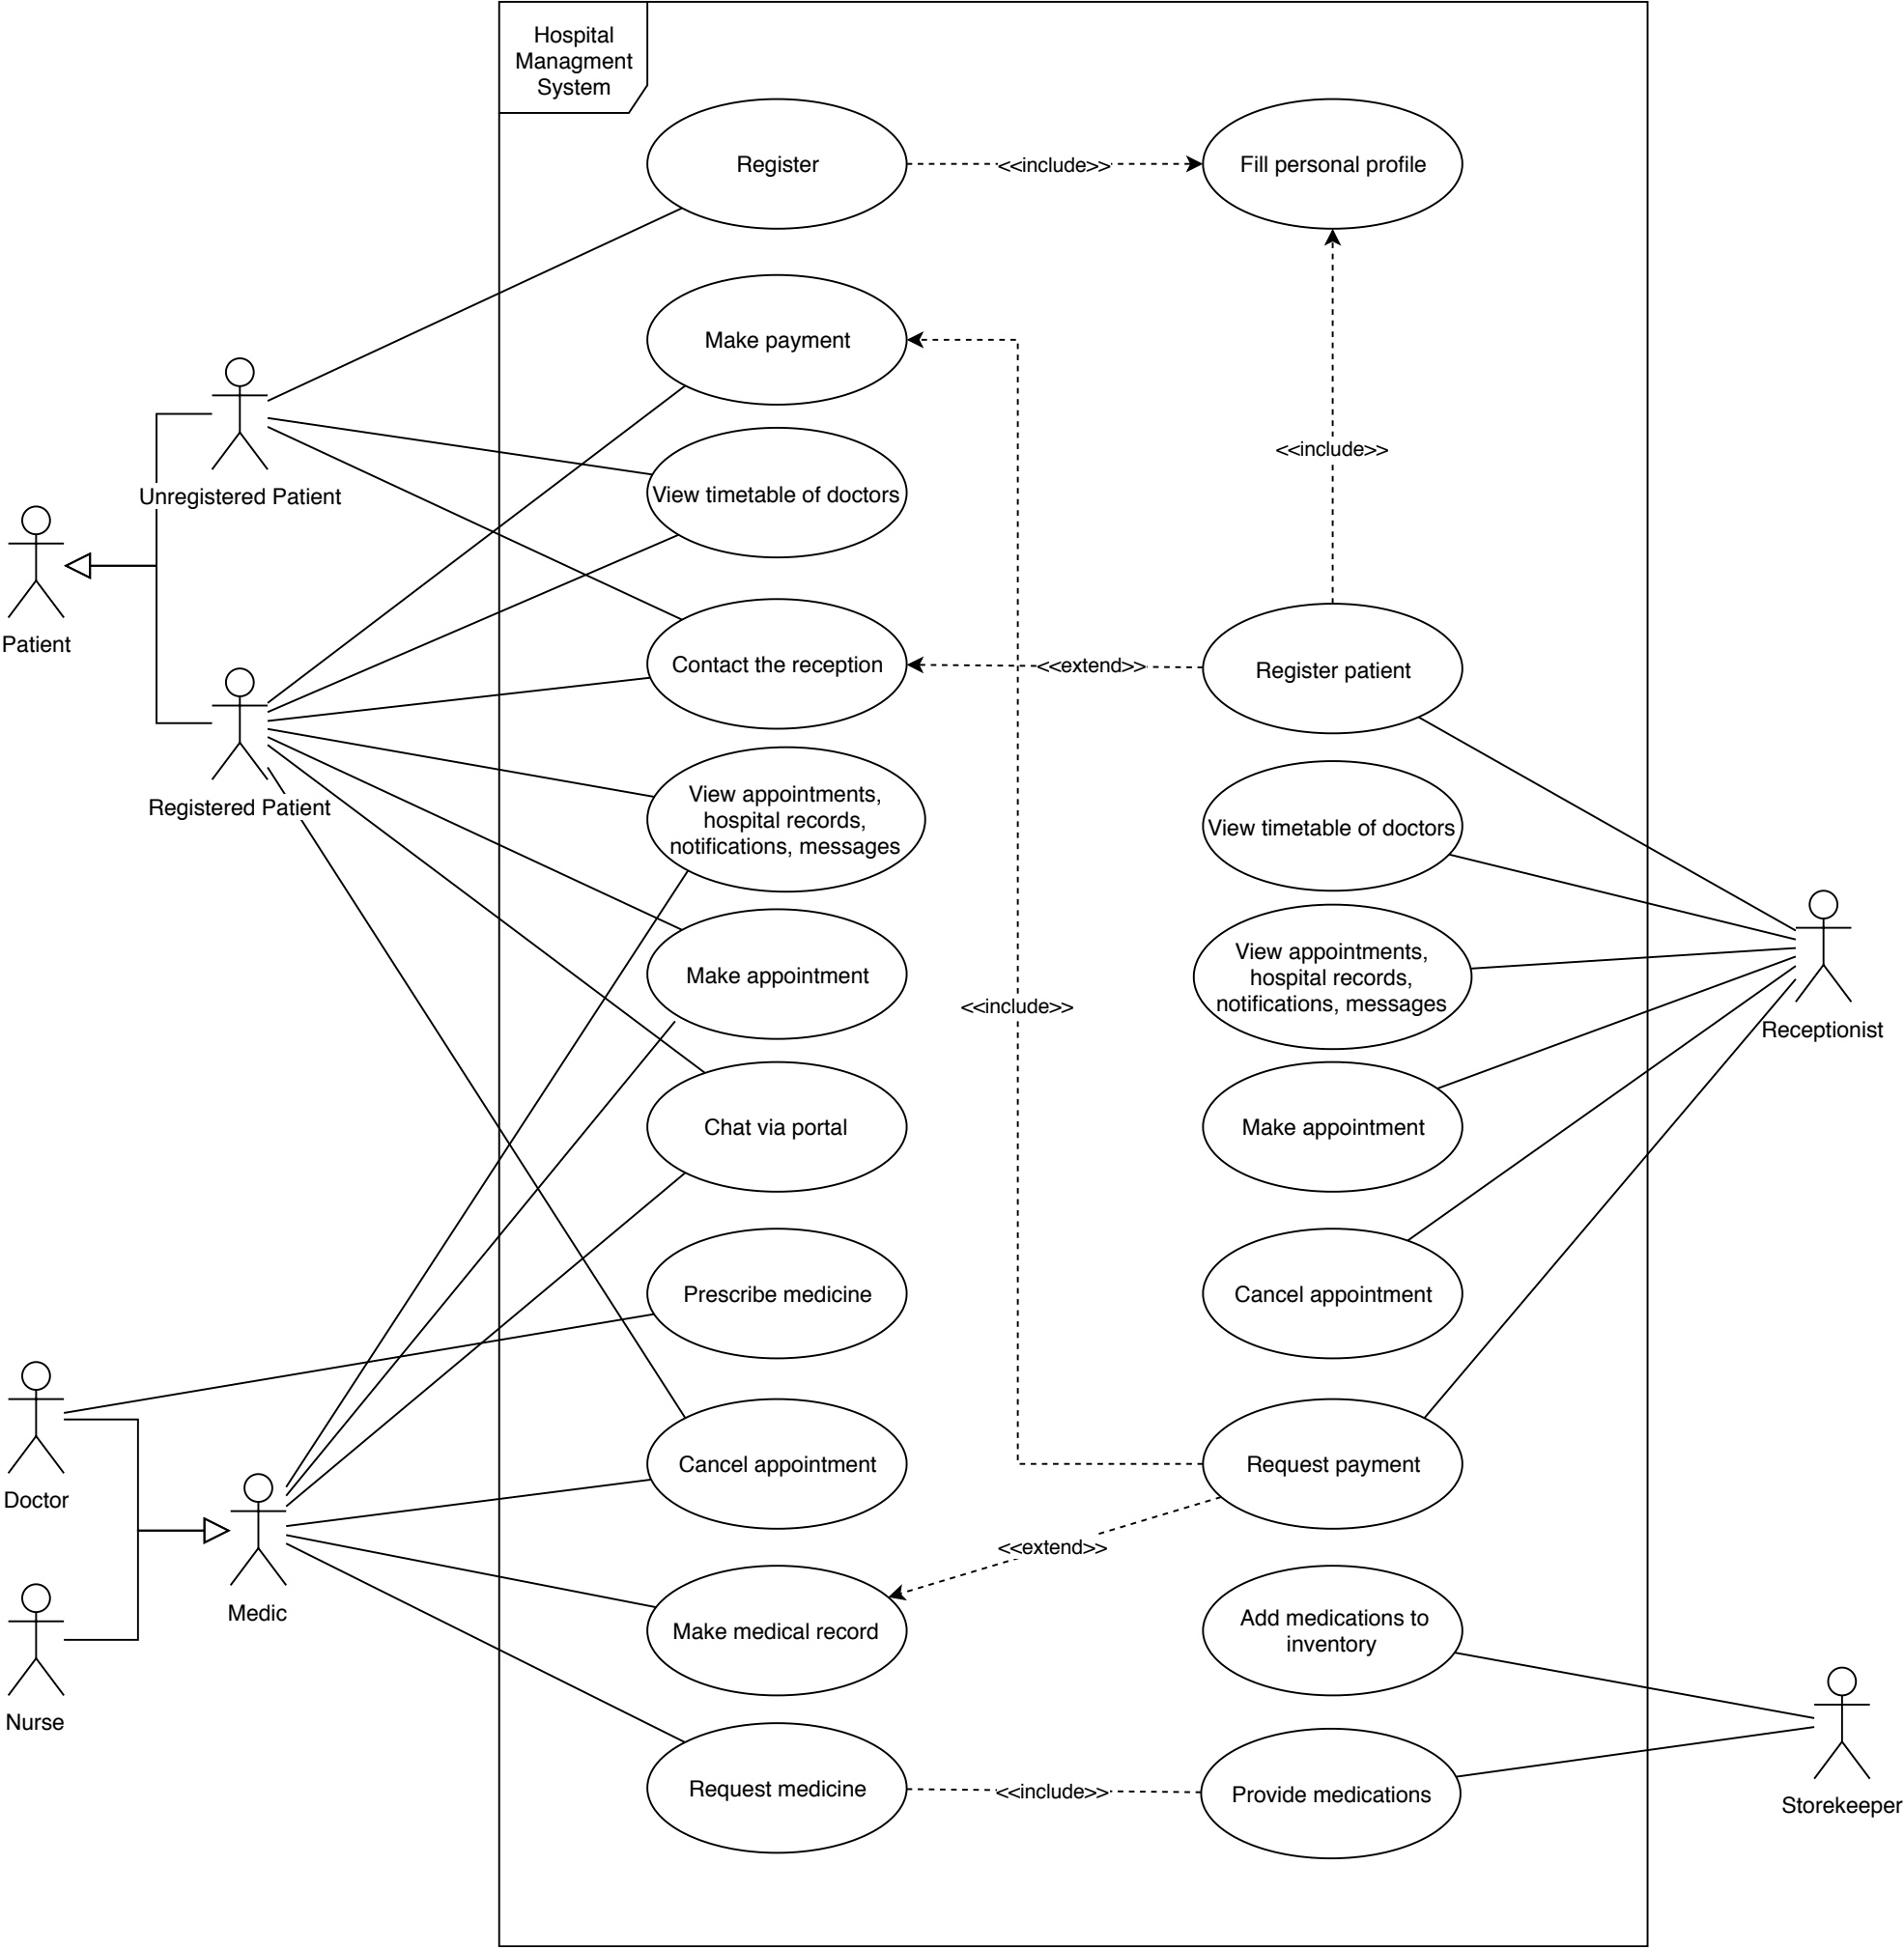 Hospital
Managment
System
Register
<<include>>
Fill personal profile
Make payment
<<include>>
Unregistered Patient
View timetable of doctors
Patient
Contact the reception
<<extend>>
Register patient
Registered Patient
View appointments,
hospital records,
notifications, messages
View timetable of doctors
Make appointment
View appointments,
hospital records,
notifications, messages
<<include>>
Receptionist
Chat via portal
Make appointment
Prescribe medicine
Cancel appointment
Doctor
Cancel appointment
Request payment
<<extend>>
Medic
Make medical record
Add medications to
inventory
Nurse
Request medicine
<<include>>
Provide medications
Storekeeper